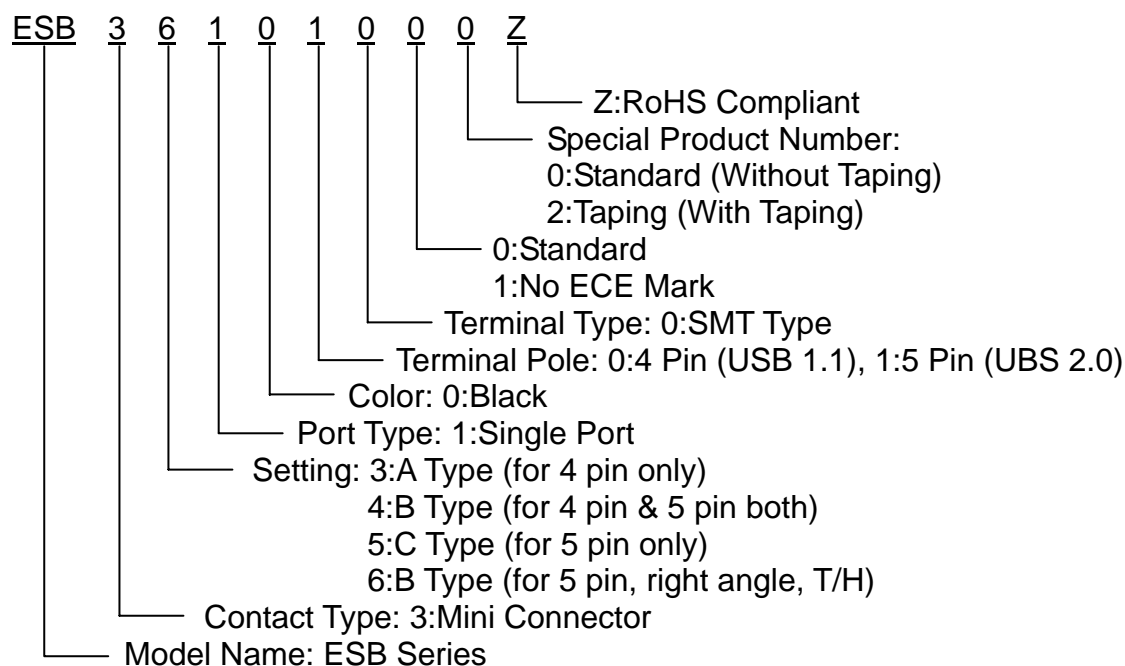 ESB 3 6 1 0 1 0 0 0 Z
Z:RoHS Compliant
Special Product Number:
0:Standard (Without Taping)
2:Taping (With Taping)
0:Standard
1:No ECE Mark
Terminal Type: 0:SMT Type
Terminal Pole: 0:4 Pin (USB 1.1), 1:5 Pin (UBS 2.0)
Color: 0:Black
Port Type: 1:Single Port
Setting: 3:A Type (for 4 pin only)
4:B Type (for 4 pin & 5 pin both)
5:C Type (for 5 pin only)
6:B Type (for 5 pin, right angle, T/H)
Contact Type: 3:Mini Connector
Model Name: ESB Series